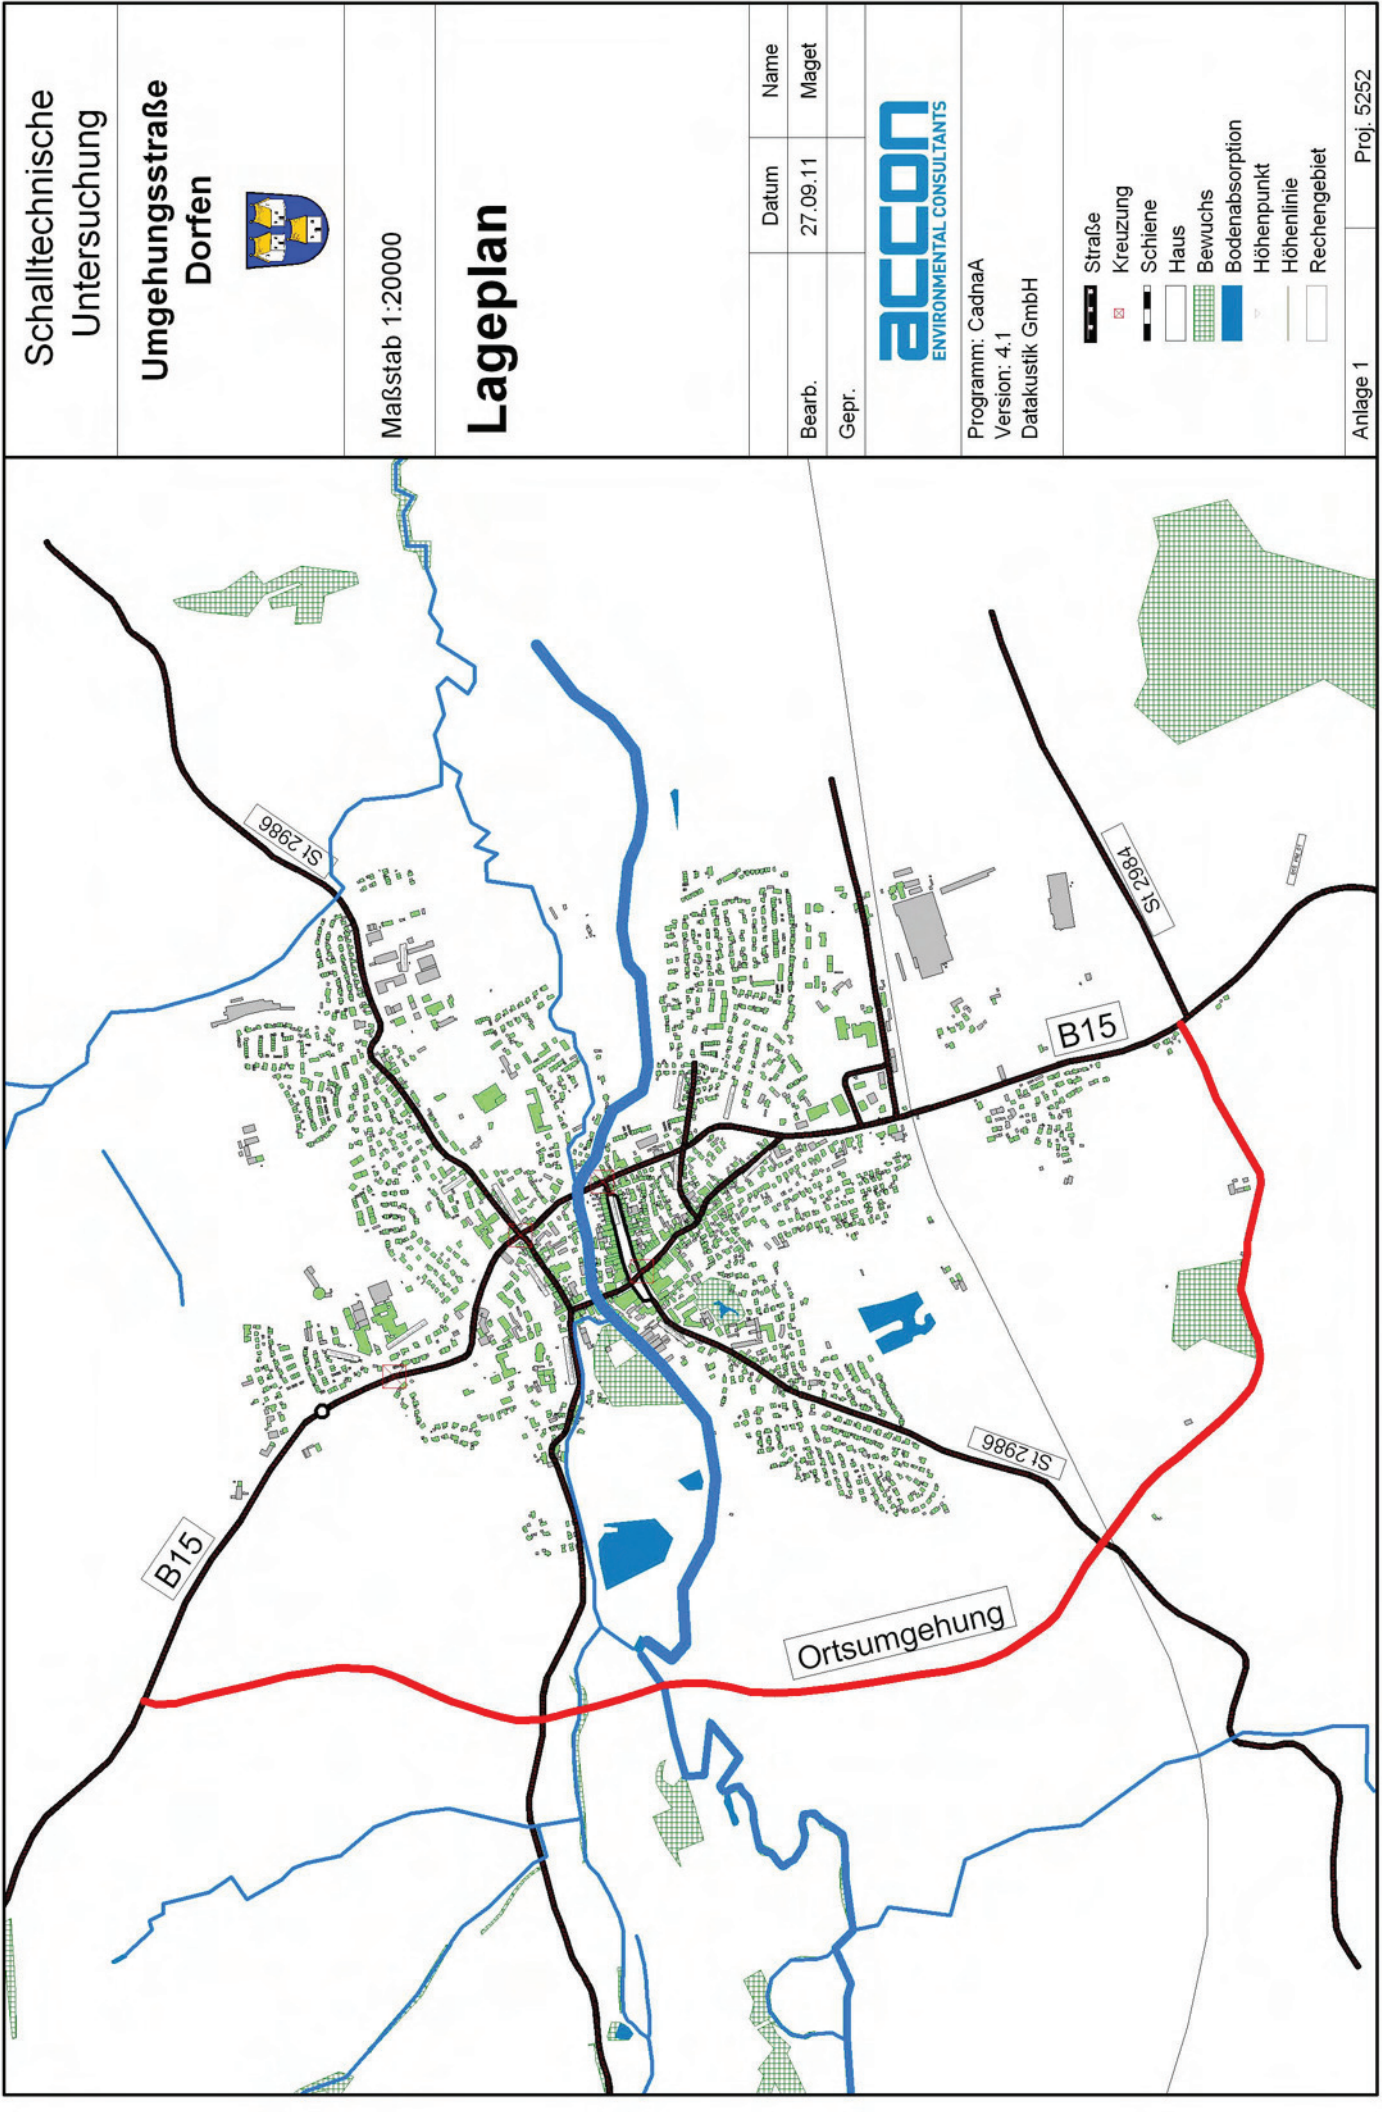 Schalltechnische
Untersuchung
Umgehungsstraße
Dorfen
Maßstab 1:20000
Lageplan
Datum
Name
Bearb.
27.09.11
Maget
Gepr.
accon
ENVIRONMENTAL CONSULTANTS
Programm: CadnaA
Version: 4.1
Datakustik GmbH
Straße
Kreuzung
Schiene
Haus
Bewuchs
Bodenabsorption
Höhenpunkt
Höhenlinie
Rechengebiet
Anlage 1
Proj. 5252
B15
St 2986
Ortsumgehung
St 2986
B15
St 2984